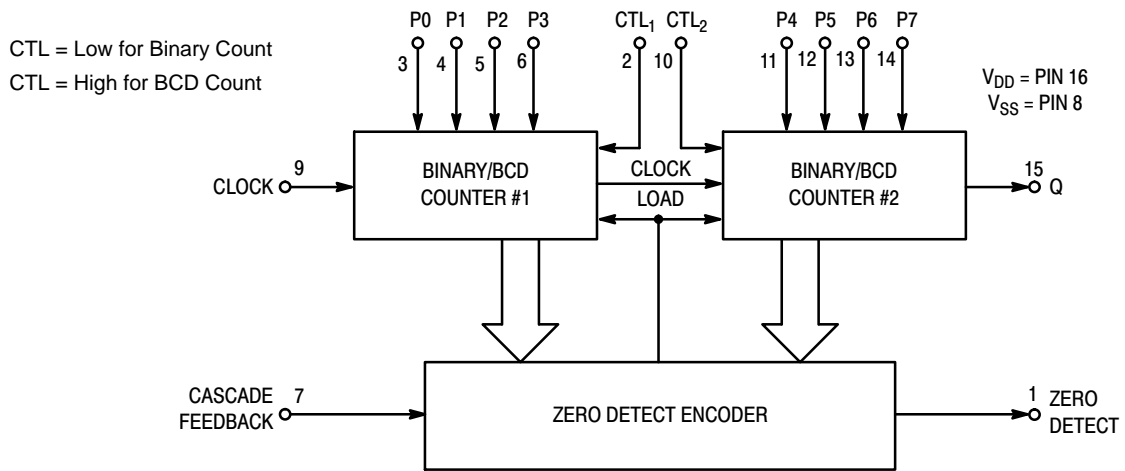 CTL = Low for Binary Count
CTL = High for BCD Count
P0 P1 P2 P3 CTL1 CTL2 P4 P5 P6 P7
3 4 5 6 2 10 11 12 13 14
VDD = PIN 16
VSS = PIN 8
CLOCK 9
BINARY/BCD
COUNTER #1
CLOCK
LOAD
BINARY/BCD
COUNTER #2
15
Q
CASCADE
FEEDBACK
7
ZERO DETECT ENCODER
1
ZERO
DETECT